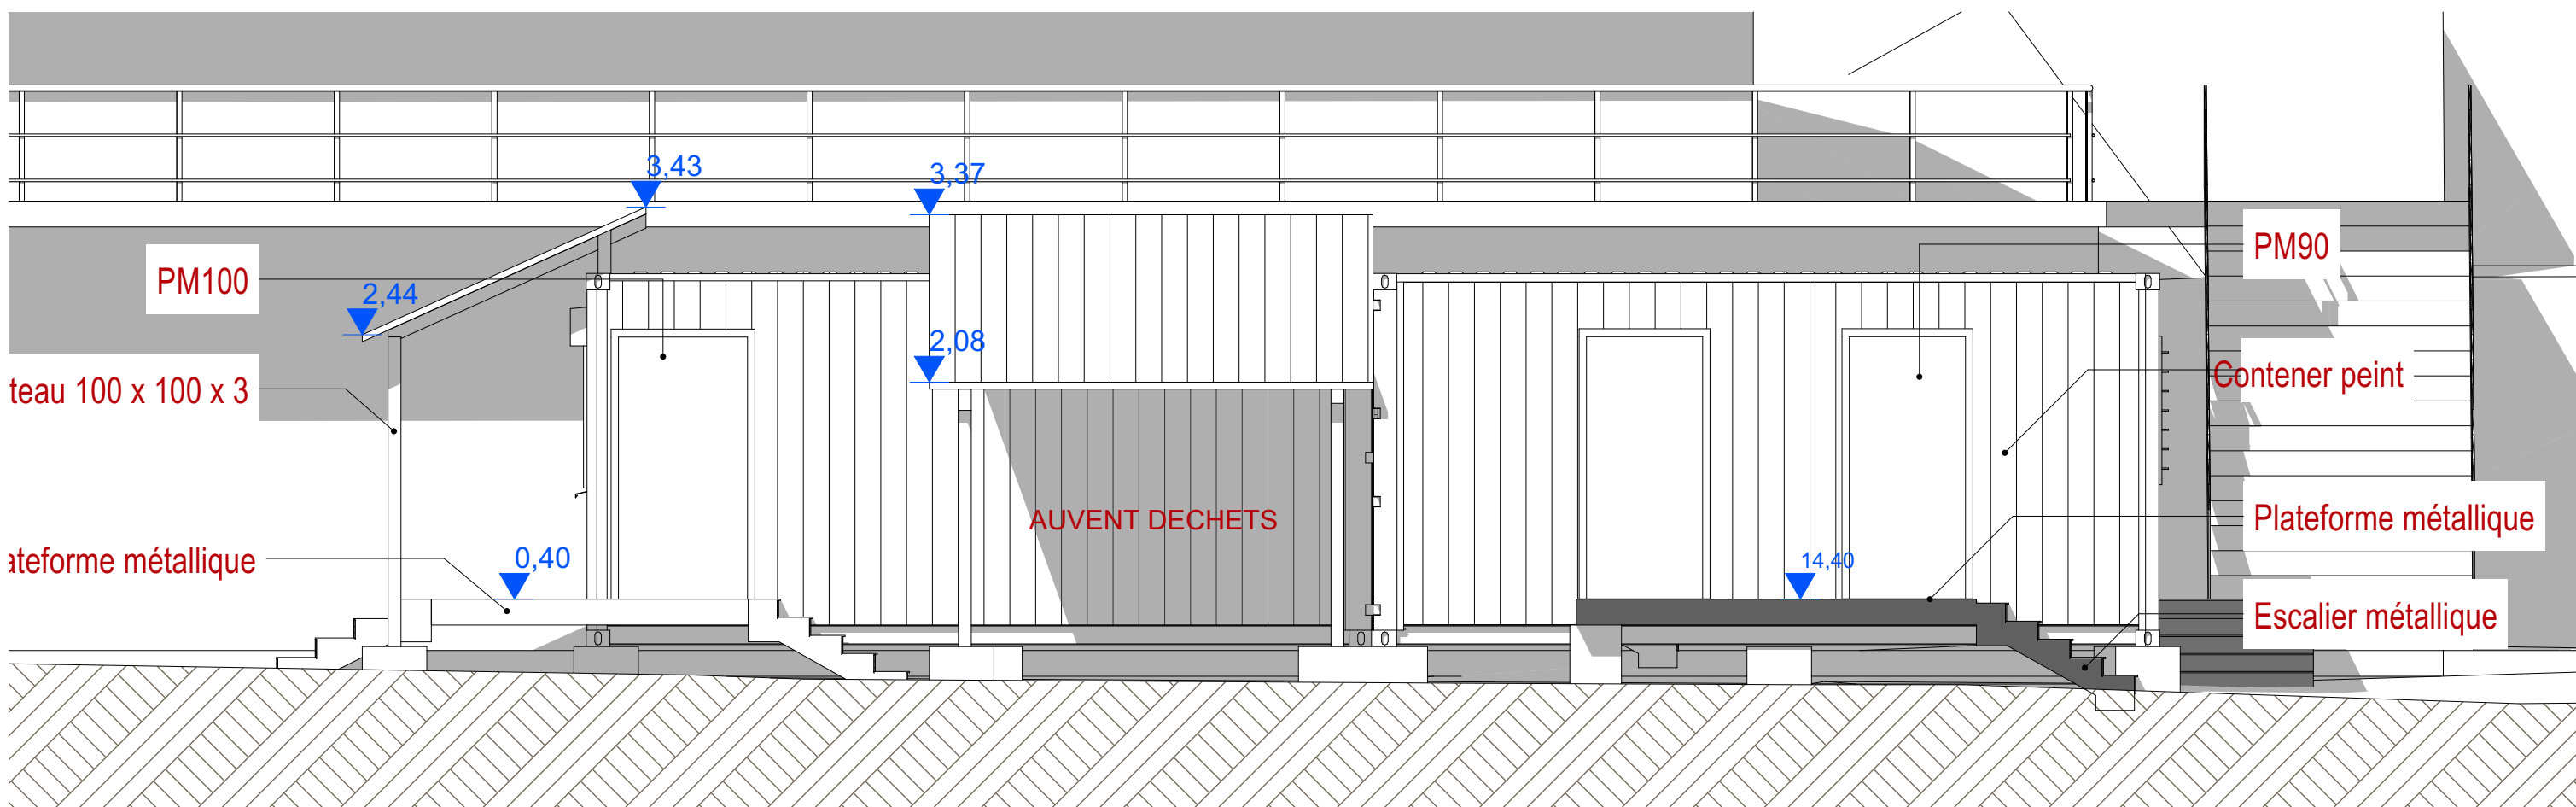 3,43
3,37
PM90
PM100
2,44
2,08
teau 100 x 100 x 3
Contener peint
AUVENT DECHETS
Plateforme métallique
ateforme métallique
0,40
14,40
Escalier métallique